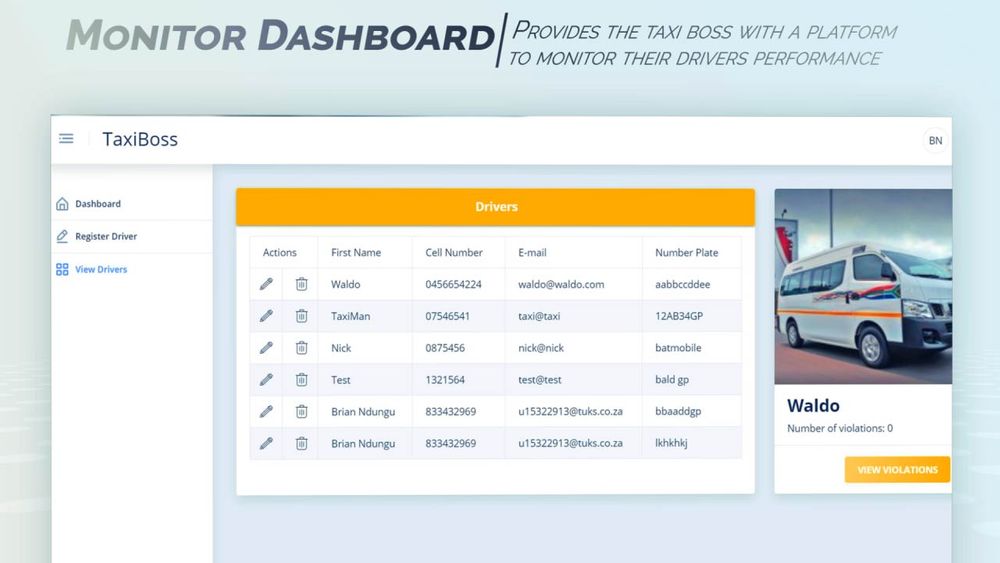 MONITOR DASHBOARD
PROVIDES THE TAXI BOSS WITH A PLATFORM
TO MONITOR THEIR DRIVERS PERFORMANCE
TaxiBoss
BN
Dashboard
Register Driver
View Drivers
Drivers
Actions First Name Cell Number E-mail Number Plate
Waldo 0456654224 waldo@waldo.com aabbccddee
TaxiMan 07546541 taxi@taxi 12AB34GP
Nick 0875456 nick@nick batmobile
Test 1321564 test@test bald gp
Brian Ndungu 833432969 u15322913@tuks.co.za bbaaddgp
Brian Ndungu 833432969 u15322913@tuks.co.za lkhkhkj
Waldo
Number of violations: 0
VIEW VIOLATIONS